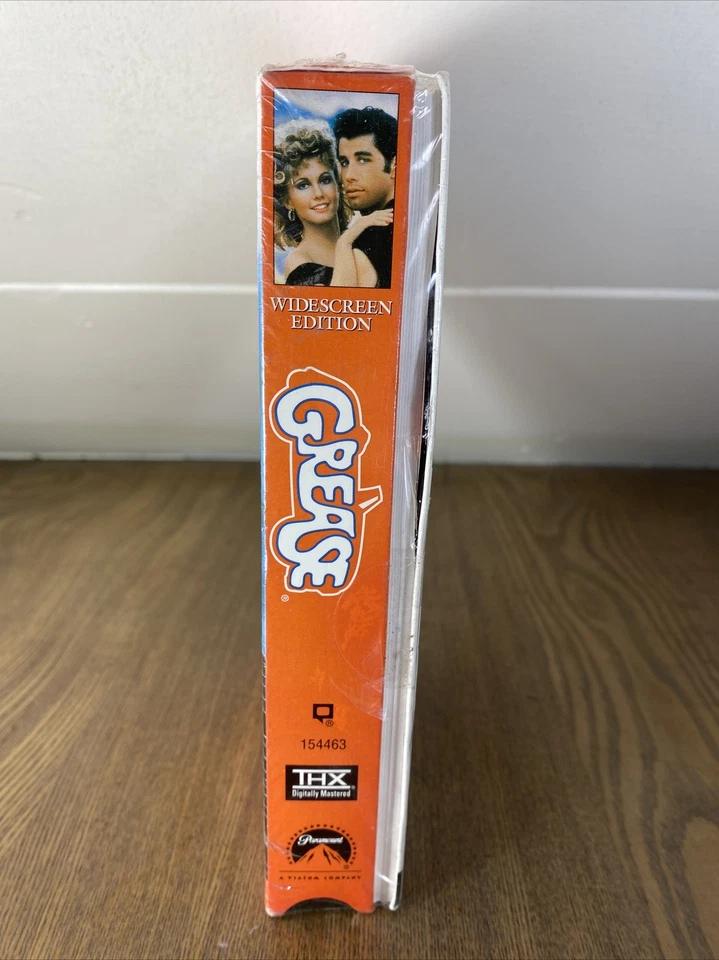 WIDESCREEN
EDITION
GREASE
®
®
154463
THX
®
Digitally Mastered
Paramount
®
A VIACOM COMPANY